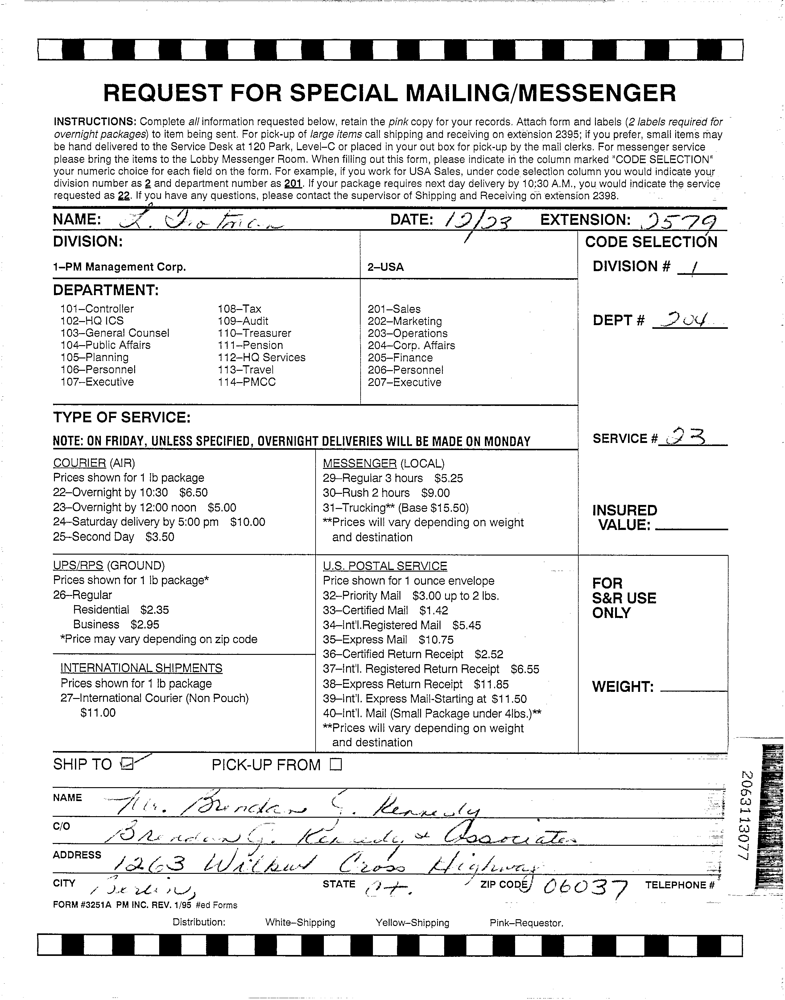 REQUEST FOR SPECIAL MAILING/MESSENGER
INSTRUCTIONS: Complete all information requested below, retain the pink copy for your records. Attach form and labels (2 labels required for
overnight packages) to item being sent. For pick-up of large items call shipping and receiving on extension 2395; if you prefer, small items may
be hand delivered to the Service Desk at 120 Park, Level–C or placed in your out box for pick-up by the mail clerks. For messenger service
please bring the items to the Lobby Messenger Room. When filling out this form, please indicate in the column marked "CODE SELECTION"
your numeric choice for each field on the form. For example, if you work for USA Sales, under code selection column you would indicate your
division number as 2 and department number as 201. If your package requires next day delivery by 10:30 A.M., you would indicate the service
requested as 22. If you have any questions, please contact the supervisor of Shipping and Receiving on extension 2398.
NAME: DATE: 12/23 EXTENSION: 2579
DIVISION: CODE SELECTION
1–PM Management Corp. 2–USA DIVISION # 1
DEPARTMENT:
101–Controller 108–Tax 201–Sales
102–HQ ICS 109–Audit 202–Marketing
103–General Counsel 110–Treasurer 203–Operations
104–Public Affairs 111–Pension 204–Corp. Affairs
105–Planning 112–HQ Services 205–Finance
106–Personnel 113–Travel 206–Personnel
107–Executive 114–PMCC 207–Executive
DEPT # 204
TYPE OF SERVICE:
NOTE: ON FRIDAY, UNLESS SPECIFIED, OVERNIGHT DELIVERIES WILL BE MADE ON MONDAY
SERVICE # 23
COURIER (AIR)
Prices shown for 1 lb package
22–Overnight by 10:30 $6.50
23–Overnight by 12:00 noon $5.00
24–Saturday delivery by 5:00 pm $10.00
25–Second Day $3.50
MESSENGER (LOCAL)
29–Regular 3 hours $5.25
30–Rush 2 hours $9.00
31–Trucking** (Base $15.50)
**Prices will vary depending on weight
and destination
INSURED
VALUE:
UPS/RPS (GROUND)
Prices shown for 1 lb package*
26–Regular
Residential $2.35
Business $2.95
*Price may vary depending on zip code
INTERNATIONAL SHIPMENTS
Prices shown for 1 lb package
27–International Courier (Non Pouch)
$11.00
U.S. POSTAL SERVICE
Price shown for 1 ounce envelope
32–Priority Mail $3.00 up to 2 lbs.
33–Certified Mail $1.42
34–Int'l.Registered Mail $5.45
35–Express Mail $10.75
36–Certified Return Receipt $2.52
37–Int'l. Registered Return Receipt $6.55
38–Express Return Receipt $11.85
39–Int'l. Express Mail-Starting at $11.50
40–Int'l. Mail (Small Package under 4lbs.)**
**Prices will vary depending on weight
and destination
FOR
S&R USE
ONLY
WEIGHT:
SHIP TO PICK-UP FROM
NAME Mr. Brendan G. Kennedy
C/O Brendan G. Kennedy & Associates
ADDRESS 1263 Wilbur Cross Highway
CITY Berlin, STATE Ct. ZIP CODE 06037 TELEPHONE #
FORM #3251A PM INC. REV. 1/95 #ed Forms
Distribution: White–Shipping Yellow–Shipping Pink–Requestor.
2063113077